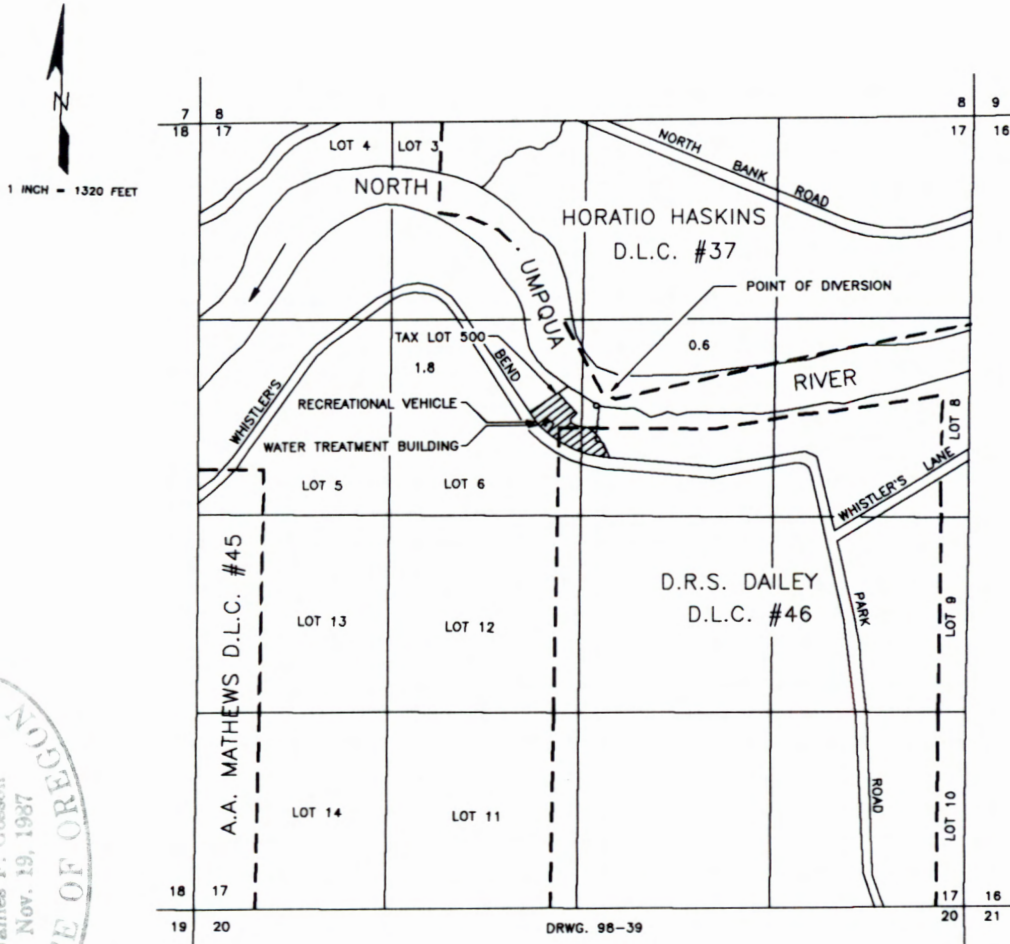 N
1 INCH = 1320 FEET
7 8
18 17
8 9
17 16
LOT 4
LOT 3
NORTH BANK ROAD
NORTH UMPQUA RIVER
HORATIO HASKINS
D.L.C. #37
POINT OF DIVERSION
TAX LOT 500
0.6
1.8
WHISTLER'S BEND PARK ROAD
RECREATIONAL VEHICLE
WATER TREATMENT BUILDING
LOT 8
WHISTLER'S LANE
LOT 5
LOT 6
A.A. MATHEWS D.L.C. #45
D.R.S. DAILEY
D.L.C. #46
LOT 13
LOT 12
LOT 9
LOT 14
LOT 11
LOT 10
Nov. 19, 1987
OF OREGON
18 17
19 20
17 16
20 21
DRWG. 98-39